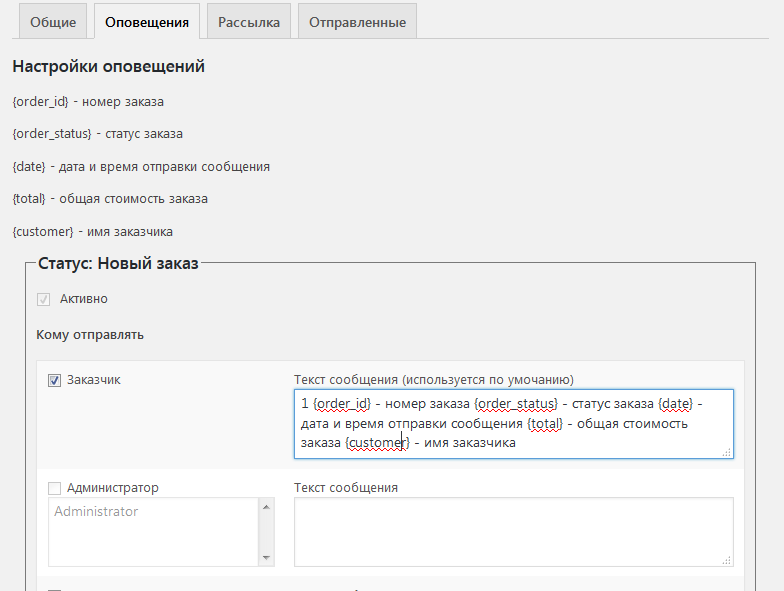 Общие Оповещения Рассылка Отправленные
Настройки оповещений
{order_id} - номер заказа
{order_status} - статус заказа
{date} - дата и время отправки сообщения
{total} - общая стоимость заказа
{customer} - имя заказчика
Статус: Новый заказ
Активно
Кому отправлять
Заказчик
Текст сообщения (используется по умочанию)
1 {order_id} - номер заказа {order_status} - статус заказа {date} -
дата и время отправки сообщения {total} - общая стоимость
заказа {customer} - имя заказчика
Администратор
Текст сообщения
Administrator